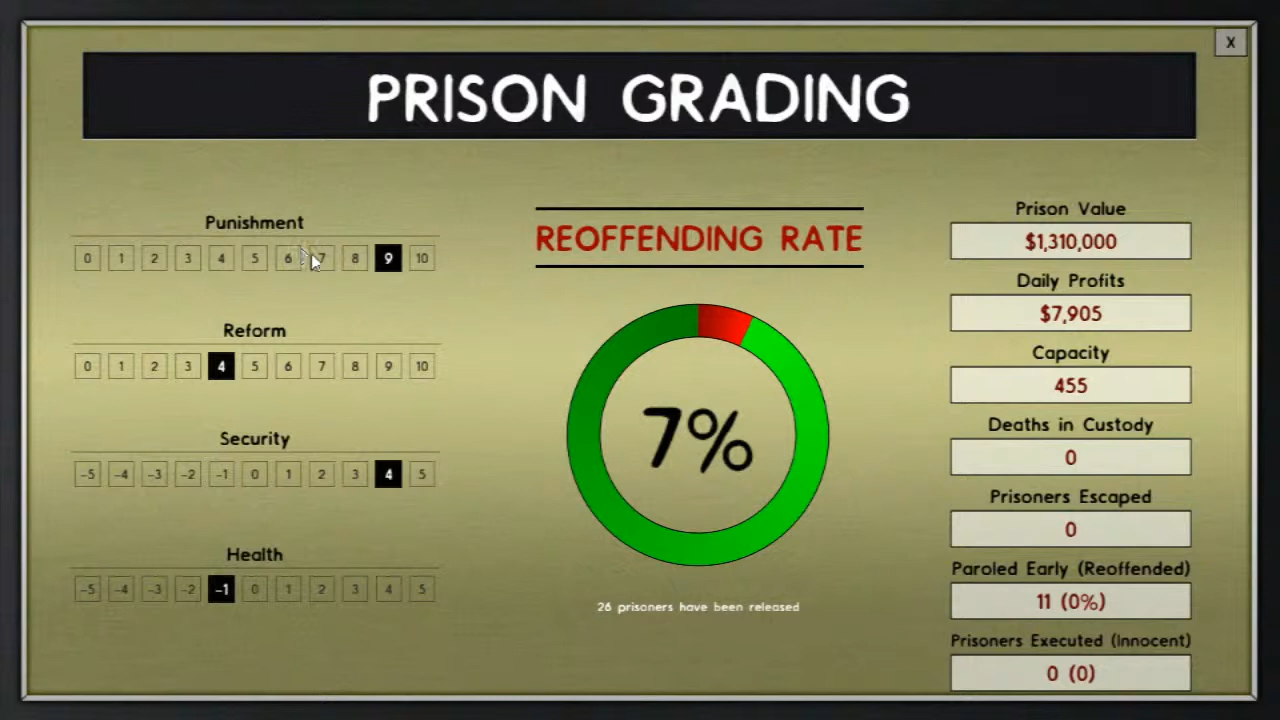 X
PRISON GRADING
Punishment
0 1 2 3 4 5 6 7 8 9 10
Reform
0 1 2 3 4 5 6 7 8 9 10
Security
-5 -4 -3 -2 -1 0 1 2 3 4 5
Health
-5 -4 -3 -2 -1 0 1 2 3 4 5
REOFFENDING RATE
7%
26 prisoners have been released
Prison Value
$1,310,000
Daily Profits
$7,905
Capacity
455
Deaths in Custody
0
Prisoners Escaped
0
Paroled Early (Reoffended)
11 (0%)
Prisoners Executed (Innocent)
0 (0)